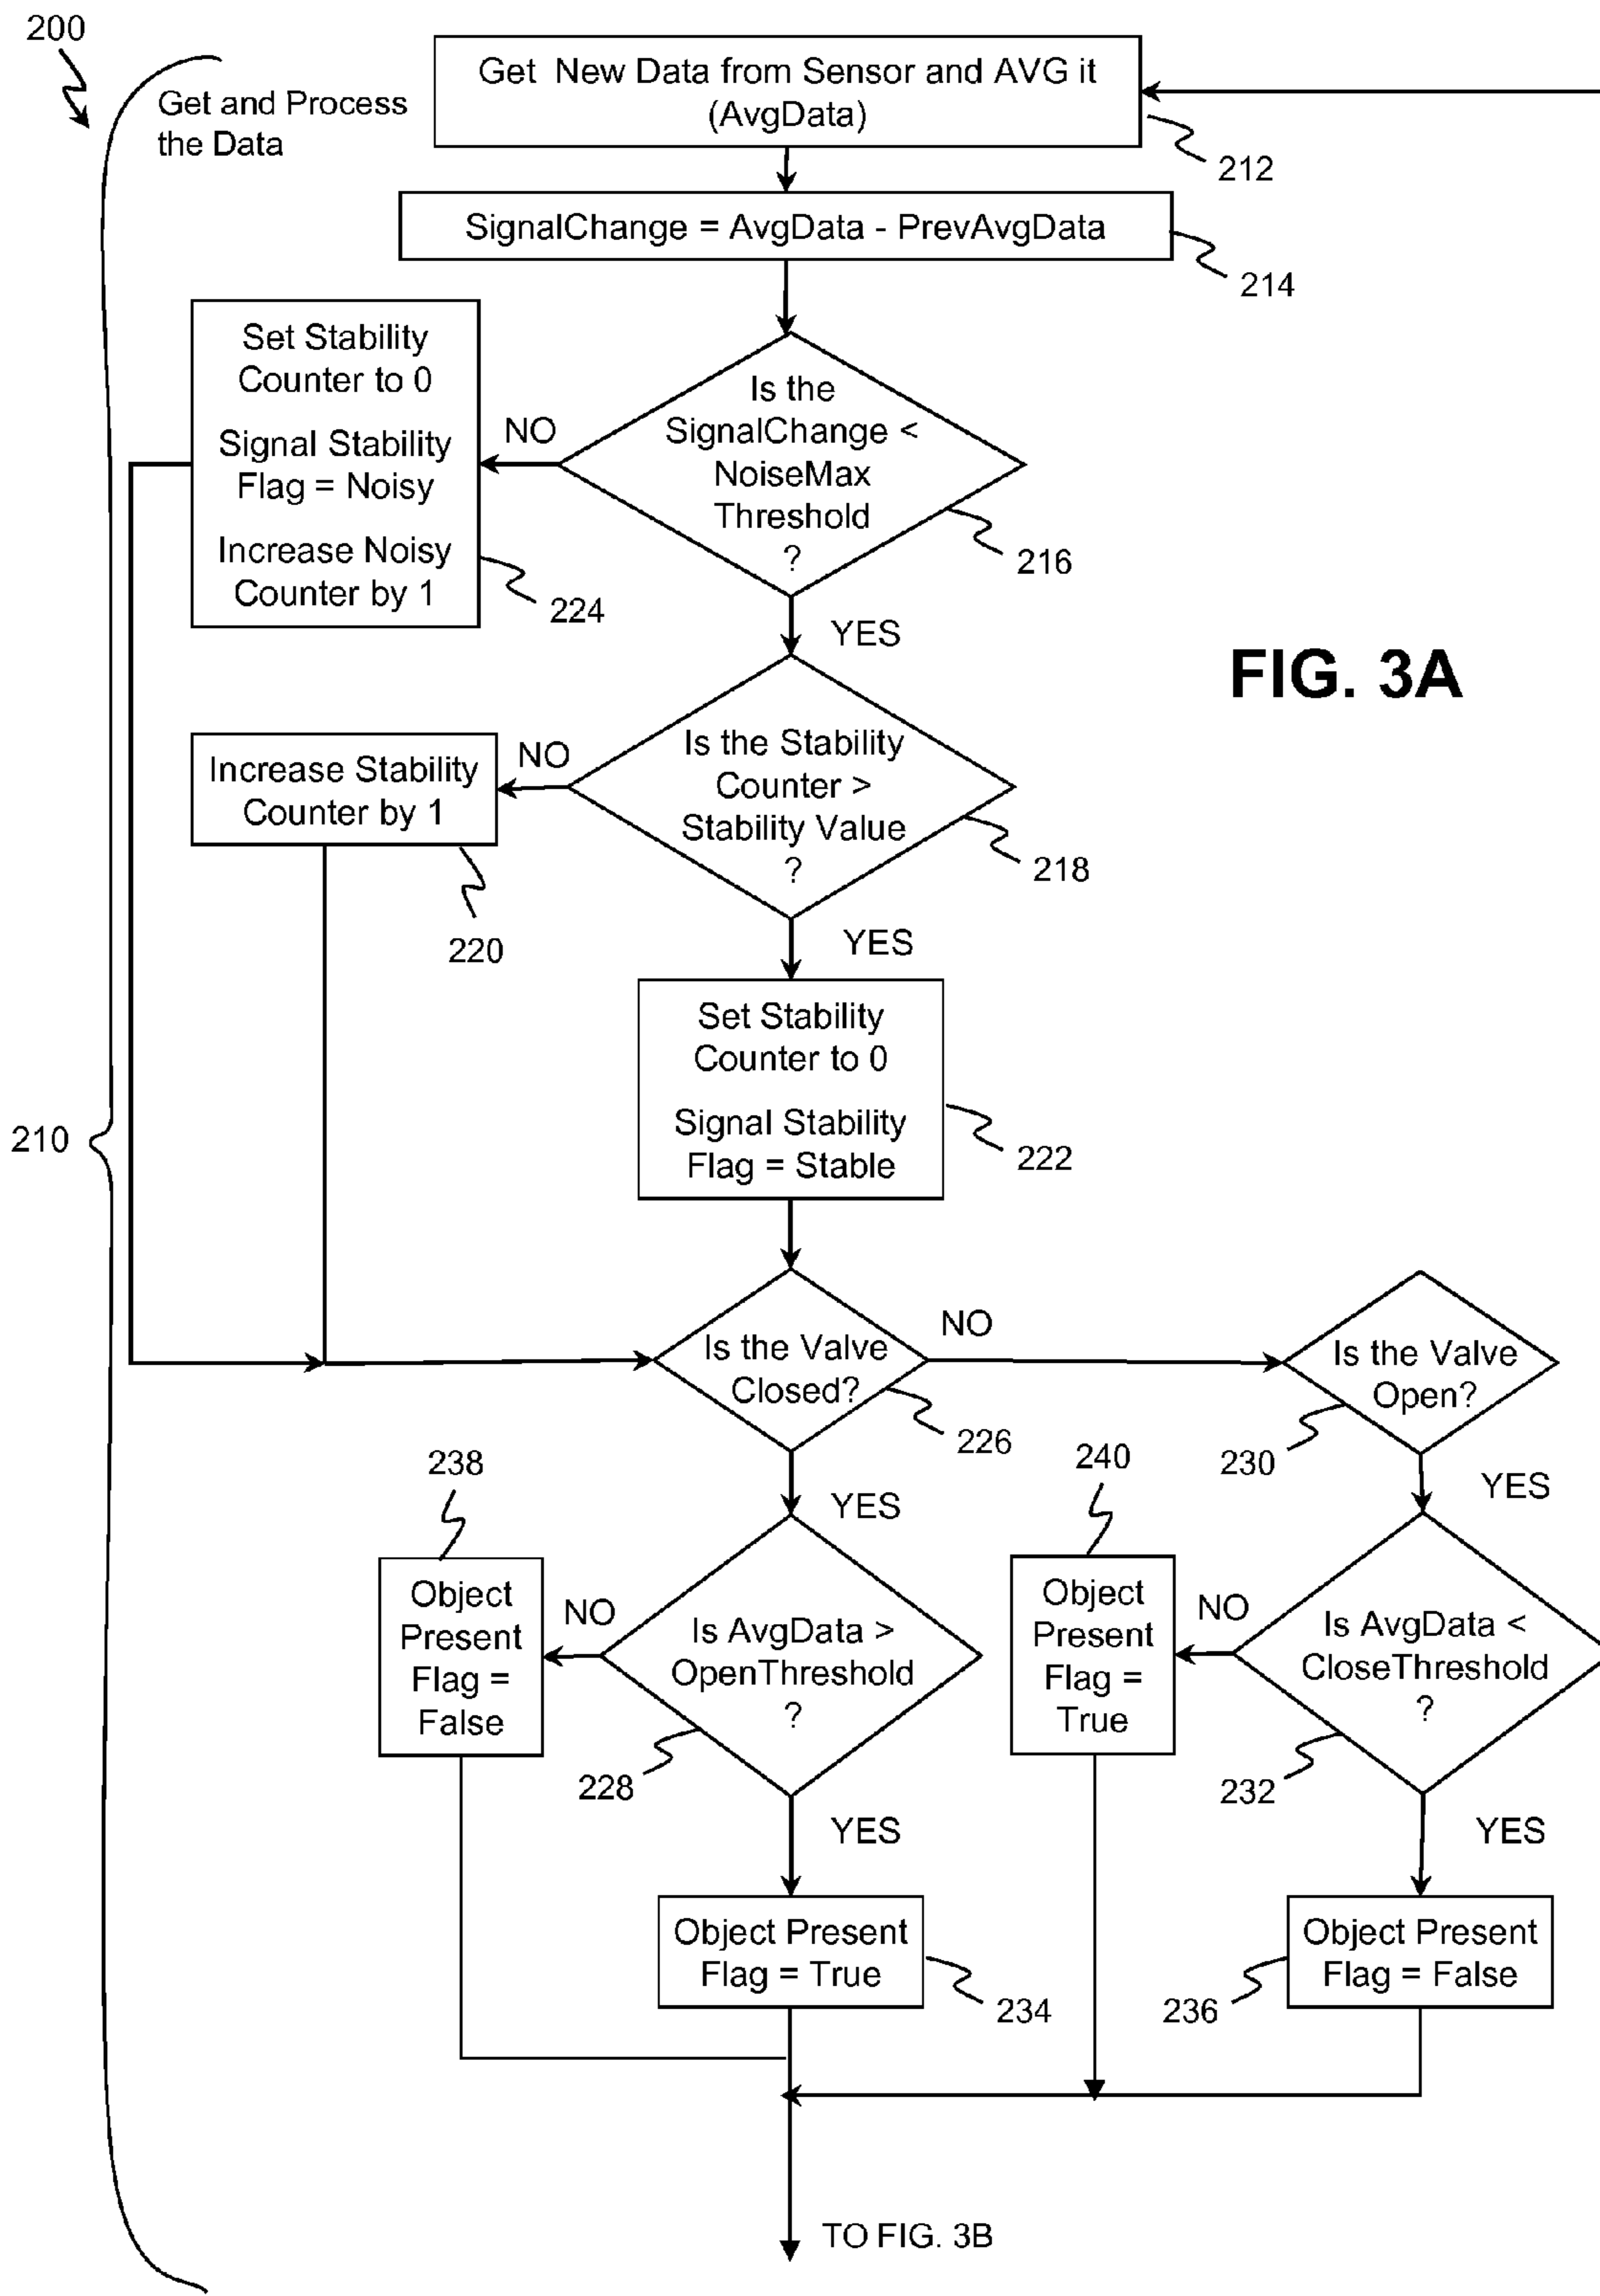 200
Get and Process
the Data
Get New Data from Sensor and AVG it
(AvgData)
212
SignalChange = AvgData - PrevAvgData
214
Set Stability
Counter to 0
Signal Stability
Flag = Noisy
Increase Noisy
Counter by 1
224
NO
Is the
SignalChange <
NoiseMax
Threshold
?
216
YES
FIG. 3A
Increase Stability
Counter by 1
220
NO
Is the Stability
Counter >
Stability Value
?
218
YES
Set Stability
Counter to 0
Signal Stability
Flag = Stable
222
210
Is the Valve
Closed?
226
NO
Is the Valve
Open?
230
YES
YES
238
Object
Present
Flag =
False
NO
Is AvgData >
OpenThreshold
?
228
240
Object
Present
Flag =
True
NO
Is AvgData <
CloseThreshold
?
232
YES
YES
Object Present
Flag = True
234
Object Present
Flag = False
236
TO FIG. 3B